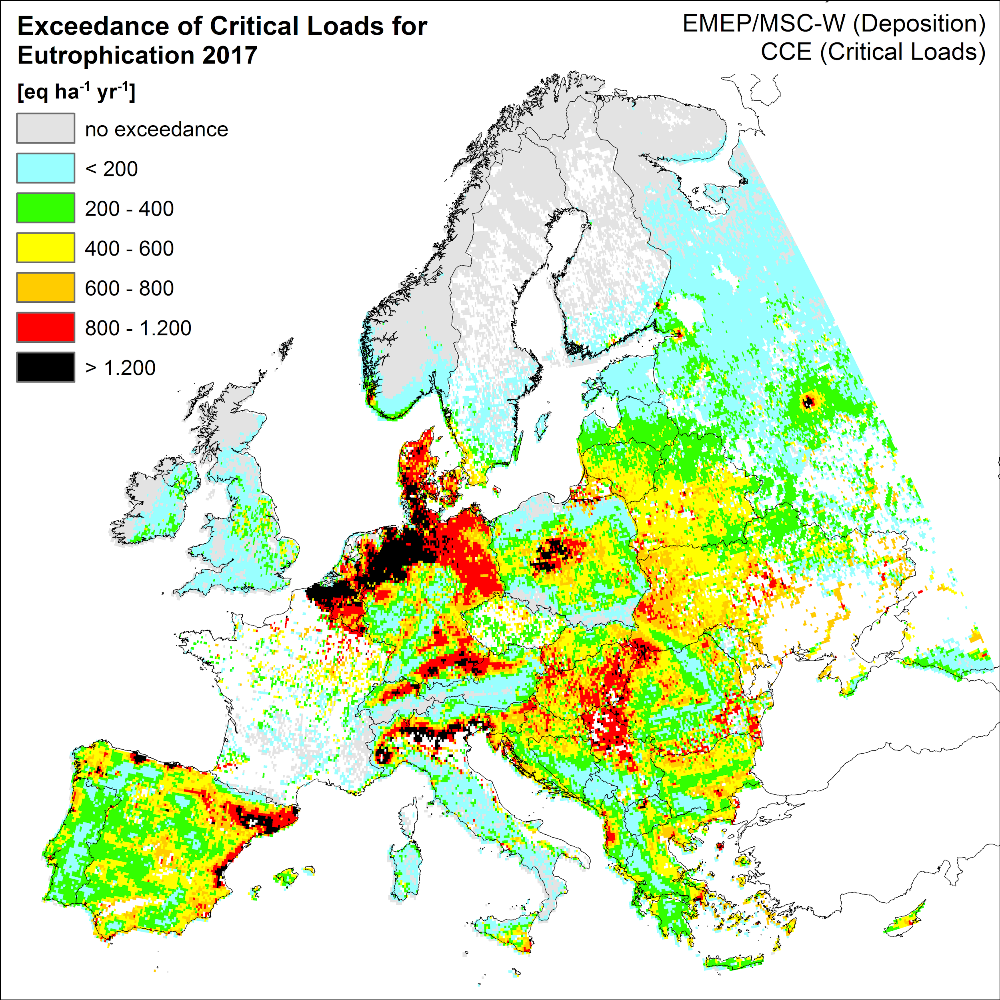 Exceedance of Critical Loads for
Eutrophication 2017
EMEP/MSC-W (Deposition)
CCE (Critical Loads)
[eq ha⁻¹ yr⁻¹]
no exceedance
< 200
200 - 400
400 - 600
600 - 800
800 - 1.200
> 1.200